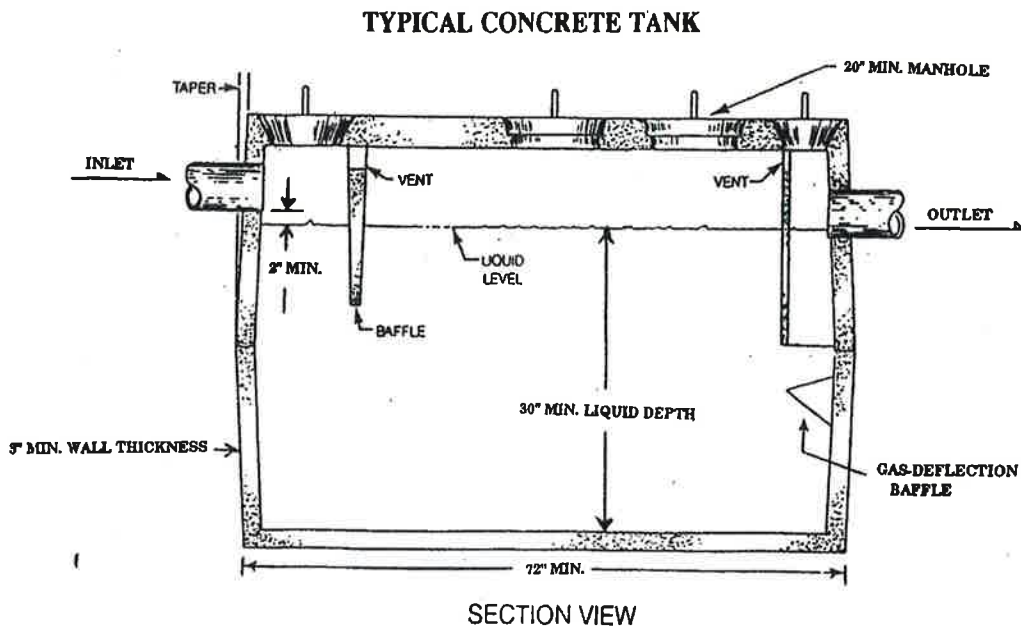 TYPICAL CONCRETE TANK
20" MIN. MANHOLE
TAPER
INLET
VENT
VENT
OUTLET
2" MIN.
LIQUID
LEVEL
BAFFLE
30" MIN. LIQUID DEPTH
3" MIN. WALL THICKNESS
GAS-DEFLECTION
BAFFLE
72" MIN.
SECTION VIEW